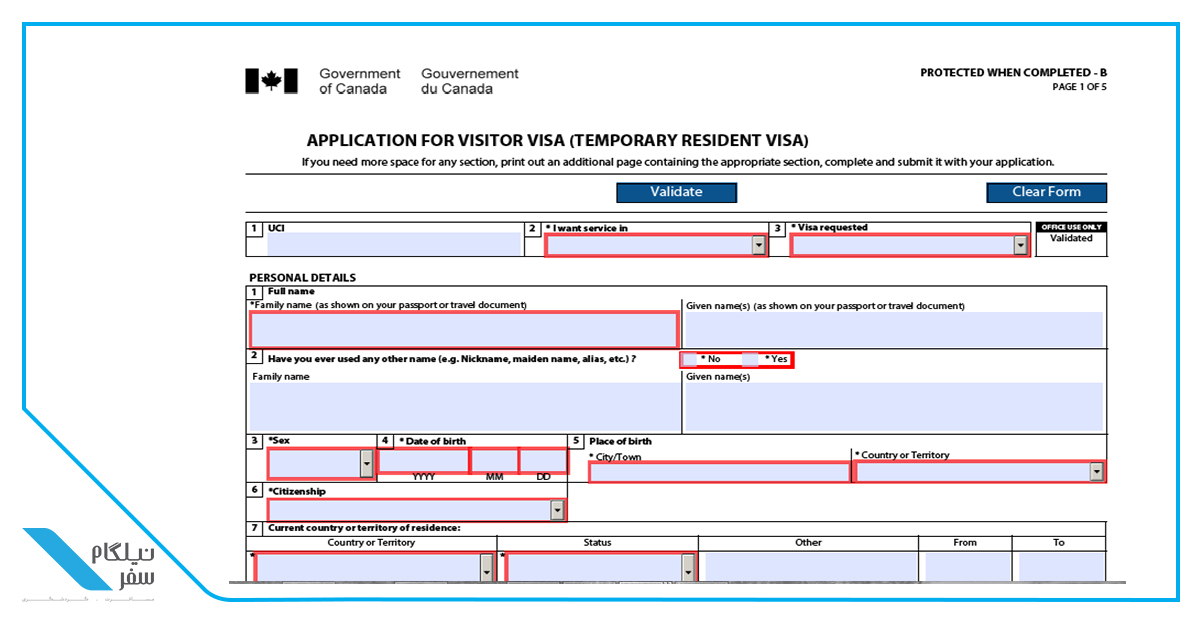 Government of Canada
Gouvernement du Canada
PROTECTED WHEN COMPLETED - B
PAGE 1 OF 5
APPLICATION FOR VISITOR VISA (TEMPORARY RESIDENT VISA)
If you need more space for any section, print out an additional page containing the appropriate section, complete and submit it with your application.
Validate
Clear Form
1 UCI
2 * I want service in
3 * Visa requested
OFFICE USE ONLY
Validated
PERSONAL DETAILS
1 Full name
*Family name (as shown on your passport or travel document)
Given name(s) (as shown on your passport or travel document)
2 Have you ever used any other name (e.g. Nickname, maiden name, alias, etc.) ?
* No
* Yes
Family name
Given name(s)
3 *Sex
4 * Date of birth
5 Place of birth
* City/Town
* Country or Territory
YYYY
MM
DD
6 *Citizenship
7 Current country or territory of residence:
Country or Territory
Status
Other
From
To
*
*
نیلگام
سفر